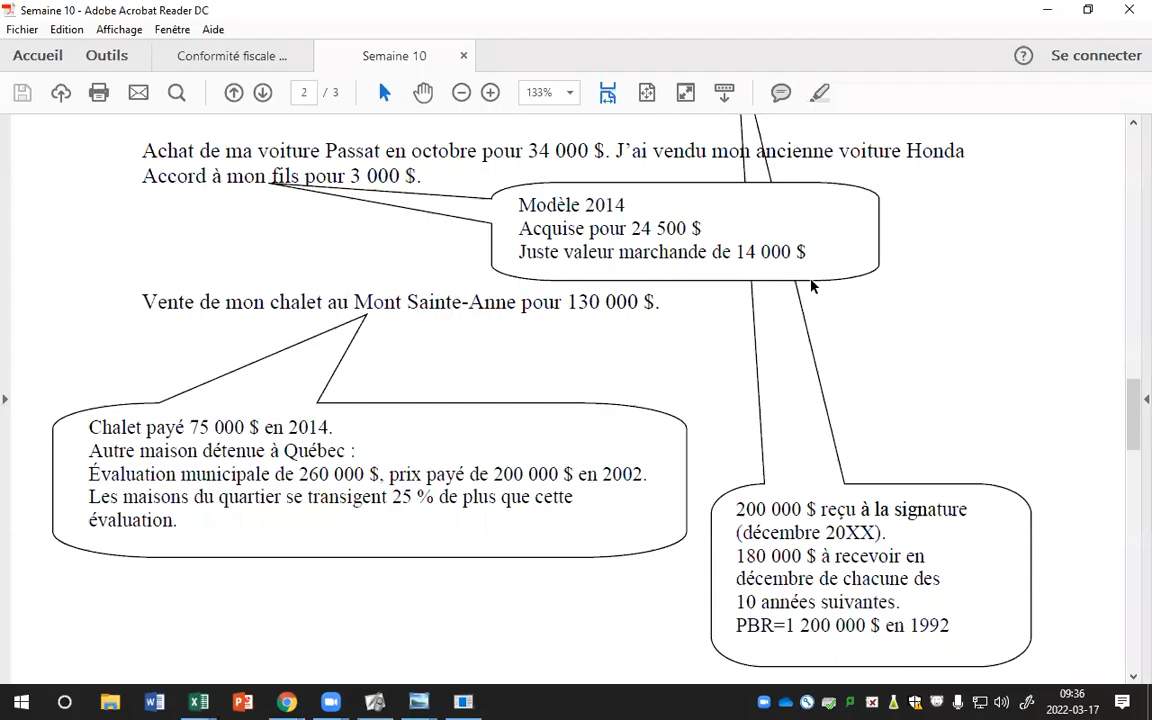 Semaine 10 - Adobe Acrobat Reader DC
Fichier Edition Affichage Fenêtre Aide
Accueil Outils Conformité fiscale ... Semaine 10 × ? Se connecter
2 / 3 133%
Achat de ma voiture Passat en octobre pour 34 000 $. J'ai vendu mon ancienne voiture Honda
Accord à mon fils pour 3 000 $.
Modèle 2014
Acquise pour 24 500 $
Juste valeur marchande de 14 000 $
Vente de mon chalet au Mont Sainte-Anne pour 130 000 $.
Chalet payé 75 000 $ en 2014.
Autre maison détenue à Québec :
Évaluation municipale de 260 000 $, prix payé de 200 000 $ en 2002.
Les maisons du quartier se transigent 25 % de plus que cette
évaluation.
200 000 $ reçu à la signature
(décembre 20XX).
180 000 $ à recevoir en
décembre de chacune des
10 années suivantes.
PBR=1 200 000 $ en 1992
09:36
2022-03-17